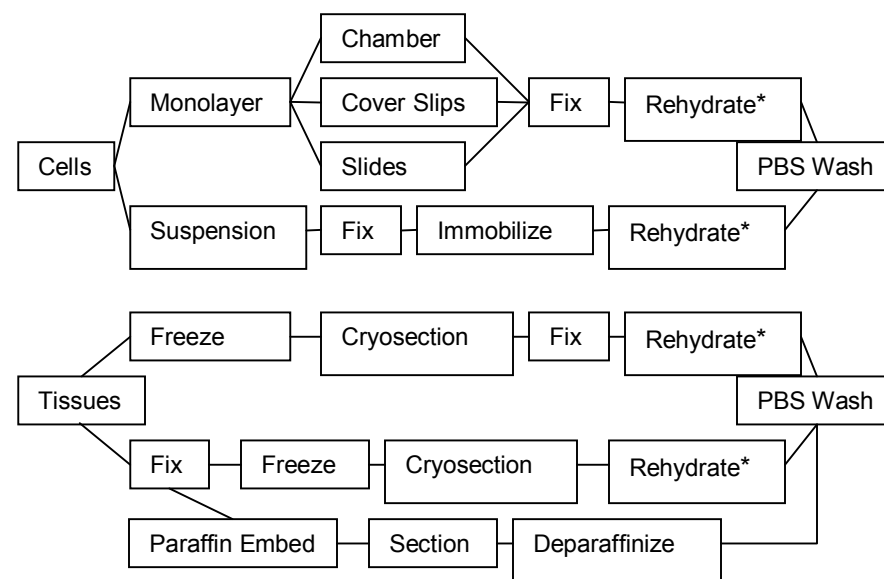 Chamber
Monolayer
Cover Slips
Fix
Rehydrate*
Cells
Slides
PBS Wash
Suspension
Fix
Immobilize
Rehydrate*
Freeze
Cryosection
Fix
Rehydrate*
Tissues
PBS Wash
Fix
Freeze
Cryosection
Rehydrate*
Paraffin Embed
Section
Deparaffinize